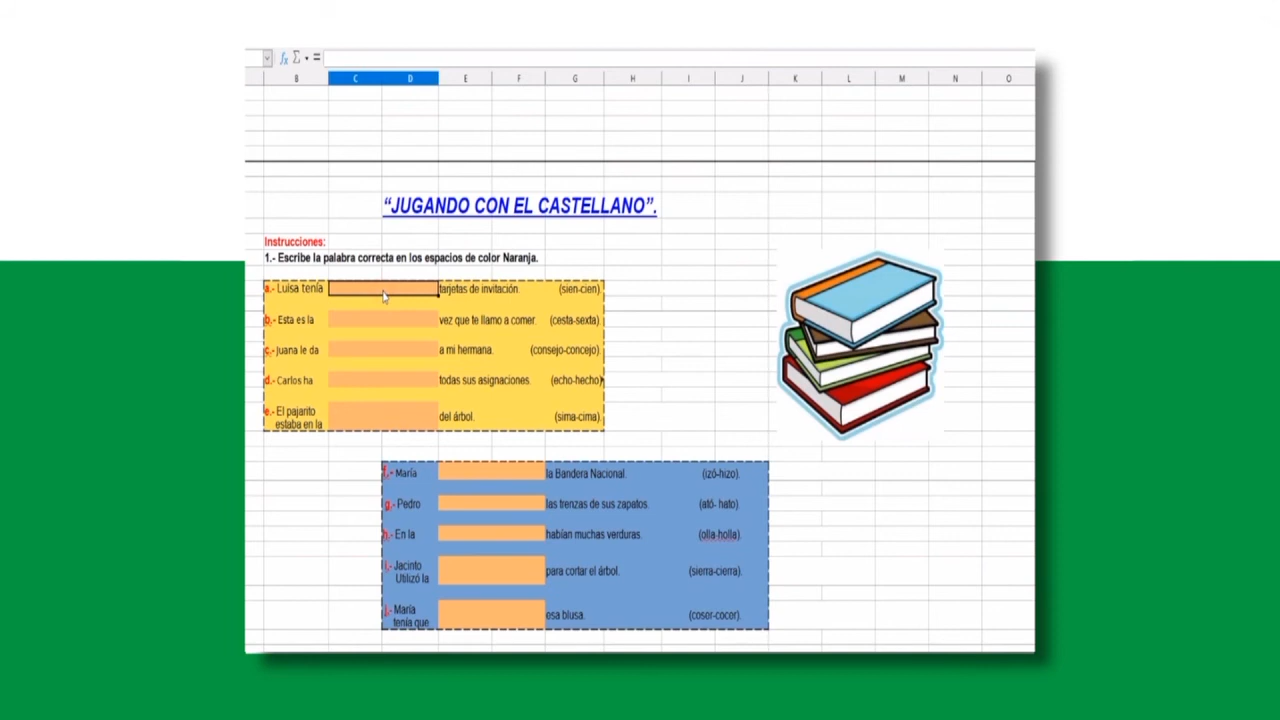 B C D E F G H I J K L M N O
“JUGANDO CON EL CASTELLANO”.
Instrucciones:
1.- Escribe la palabra correcta en los espacios de color Naranja.
a.- Luisa tenía tarjetas de invitación. (sien-cien).
b.- Esta es la vez que te llamo a comer. (cesta-sexta)
c.- Juana le da a mi hermana. (consejo-concejo).
d.- Carlos ha todas sus asignaciones. (echo-hecho)
e.- El pajarito
estaba en la del árbol. (sima-cima).
f.- María la Bandera Nacional. (izó-hizo).
g.- Pedro las trenzas de sus zapatos. (ató- hato).
h.- En la habían muchas verduras. (olla-holla).
i.- Jacinto
Utilizó la para cortar el árbol. (sierra-cierra).
j.- María
tenía que esa blusa. (coser-cocer).